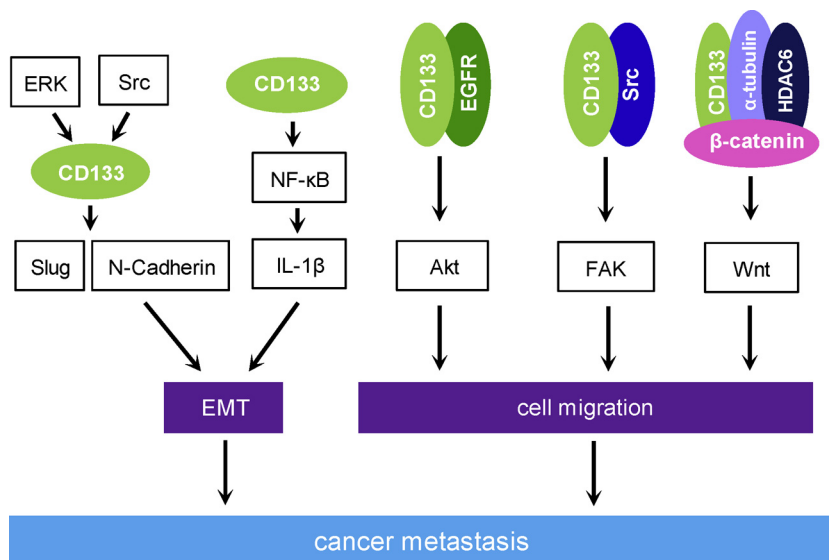 ERK
Src
CD133
Slug
N-Cadherin
CD133
NF-κB
IL-1β
CD133
EGFR
Akt
CD133
Src
FAK
CD133
α-tubulin
HDAC6
β-catenin
Wnt
EMT
cell migration
cancer metastasis